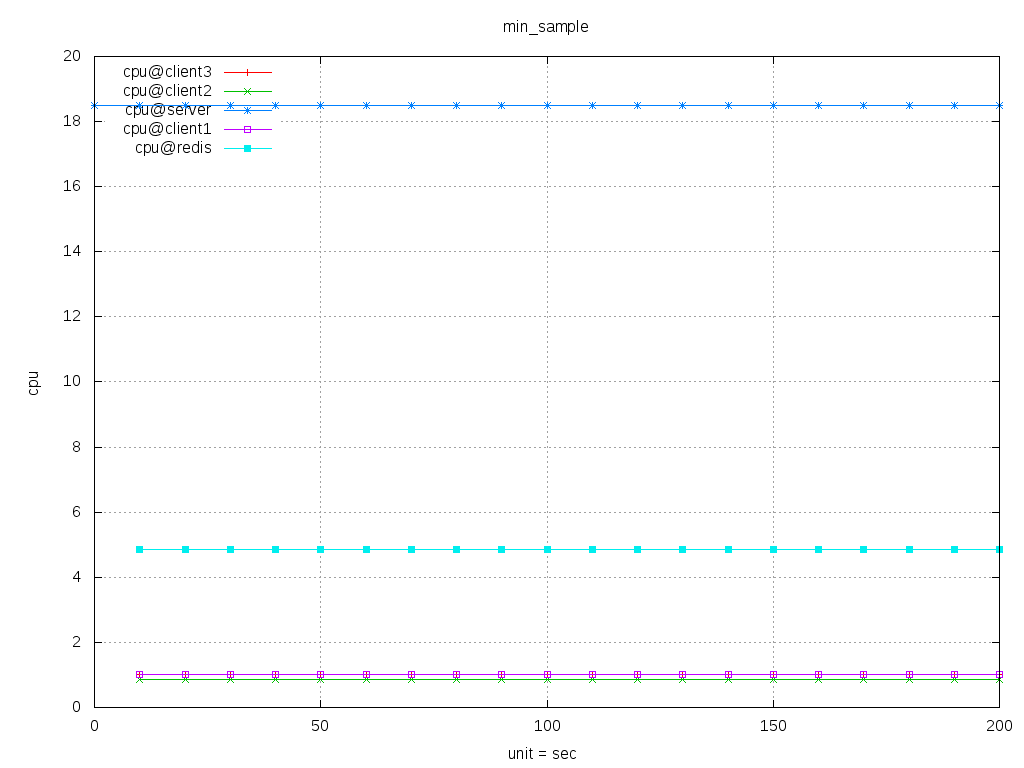 min_sample
20
18
16
14
12
10
8
6
4
2
0
cpu
cpu@client3
cpu@client2
cpu@server
cpu@client1
cpu@redis
0 50 100 150 200
unit = sec